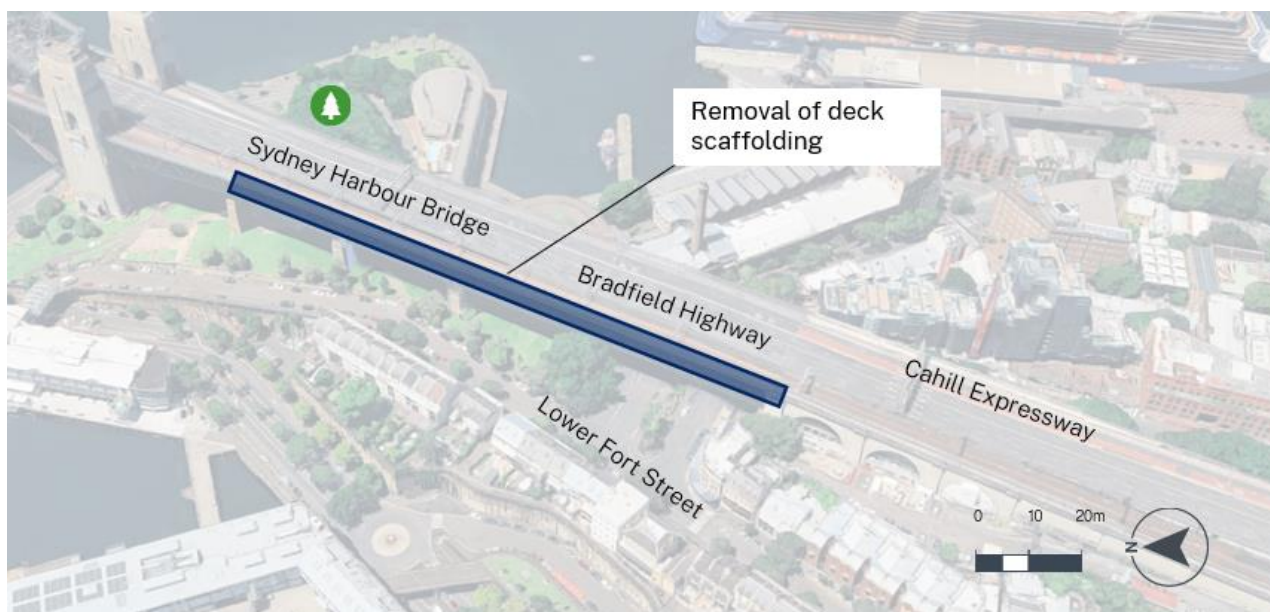 Removal of deck
scaffolding
Sydney Harbour Bridge
Bradfield Highway
Cahill Expressway
Lower Fort Street
0 10 20m
N